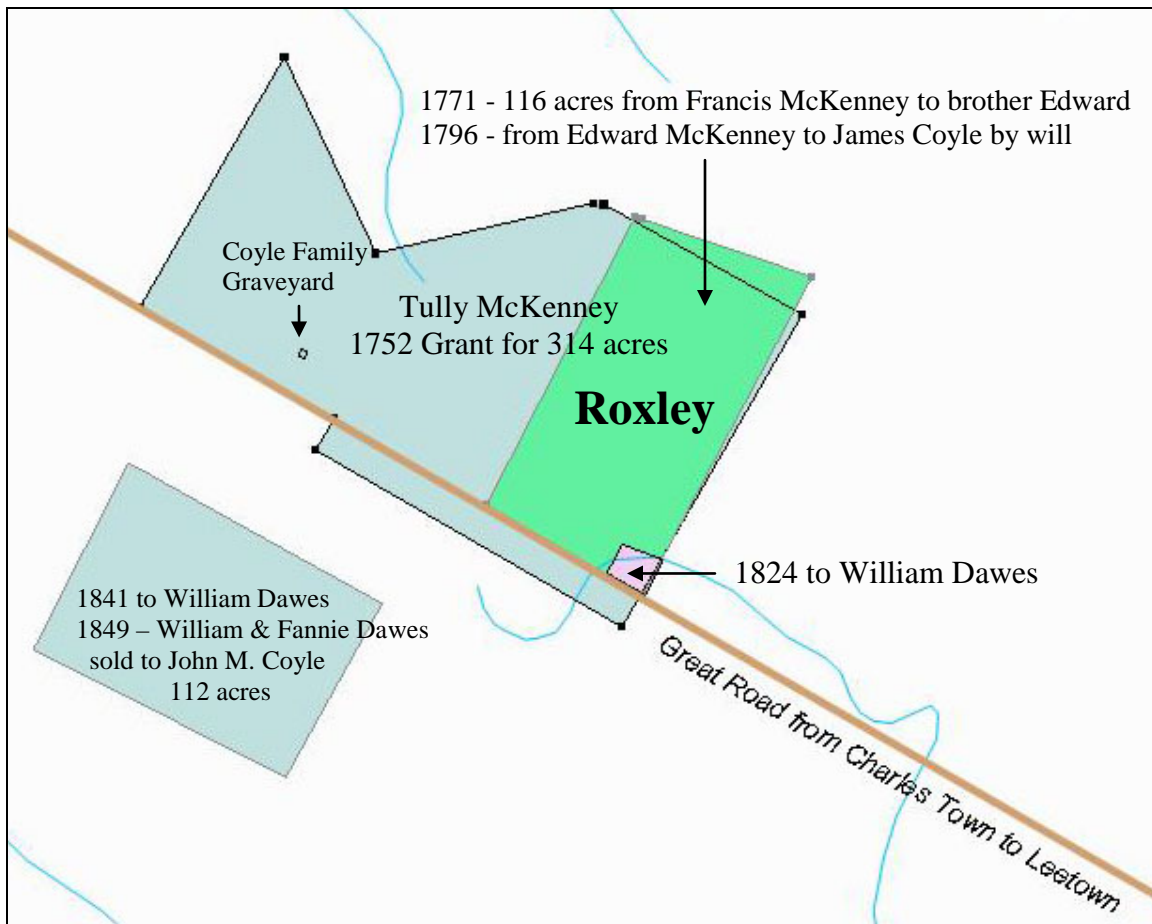 1771 - 116 acres from Francis McKenney to brother Edward
1796 - from Edward McKenney to James Coyle by will
Coyle Family
Graveyard
Tully McKenney
1752 Grant for 314 acres
Roxley
1824 to William Dawes
1841 to William Dawes
1849 – William & Fannie Dawes
sold to John M. Coyle
112 acres
Great Road from Charles Town to Leetown